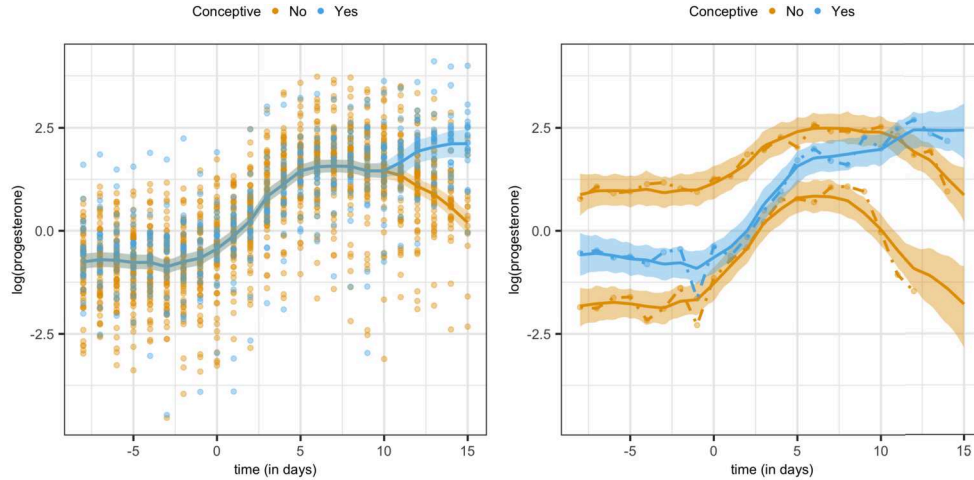 Conceptive No Yes
log(progesterone)
2.5
0.0
-2.5
-5 0 5 10 15
time (in days)
Conceptive No Yes
log(progesterone)
2.5
0.0
-2.5
-5 0 5 10 15
time (in days)